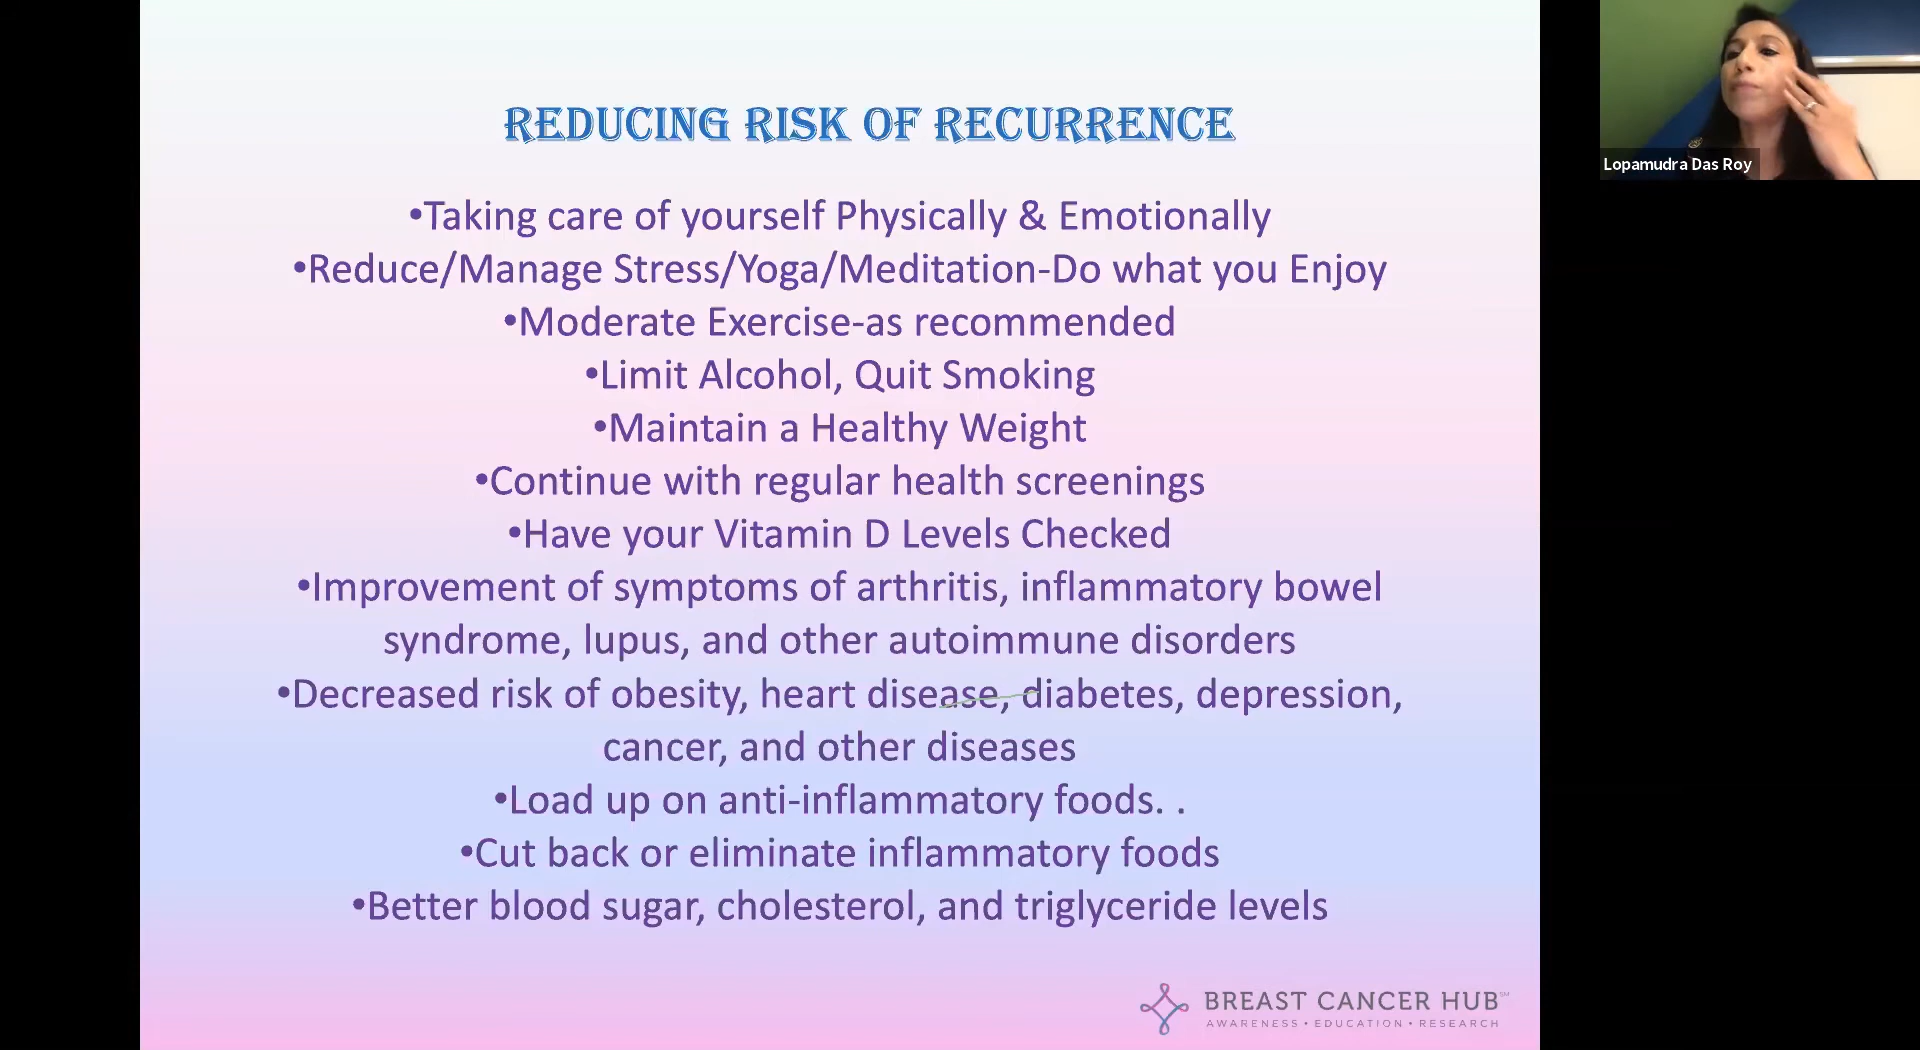 REDUCING RISK OF RECURRENCE
•Taking care of yourself Physically & Emotionally
•Reduce/Manage Stress/Yoga/Meditation-Do what you Enjoy
•Moderate Exercise-as recommended
•Limit Alcohol, Quit Smoking
•Maintain a Healthy Weight
•Continue with regular health screenings
•Have your Vitamin D Levels Checked
•Improvement of symptoms of arthritis, inflammatory bowel
syndrome, lupus, and other autoimmune disorders
•Decreased risk of obesity, heart disease, diabetes, depression,
cancer, and other diseases
•Load up on anti-inflammatory foods. .
•Cut back or eliminate inflammatory foods
•Better blood sugar, cholesterol, and triglyceride levels
BREAST CANCER HUB℠
AWARENESS • EDUCATION • RESEARCH
Lopamudra Das Roy